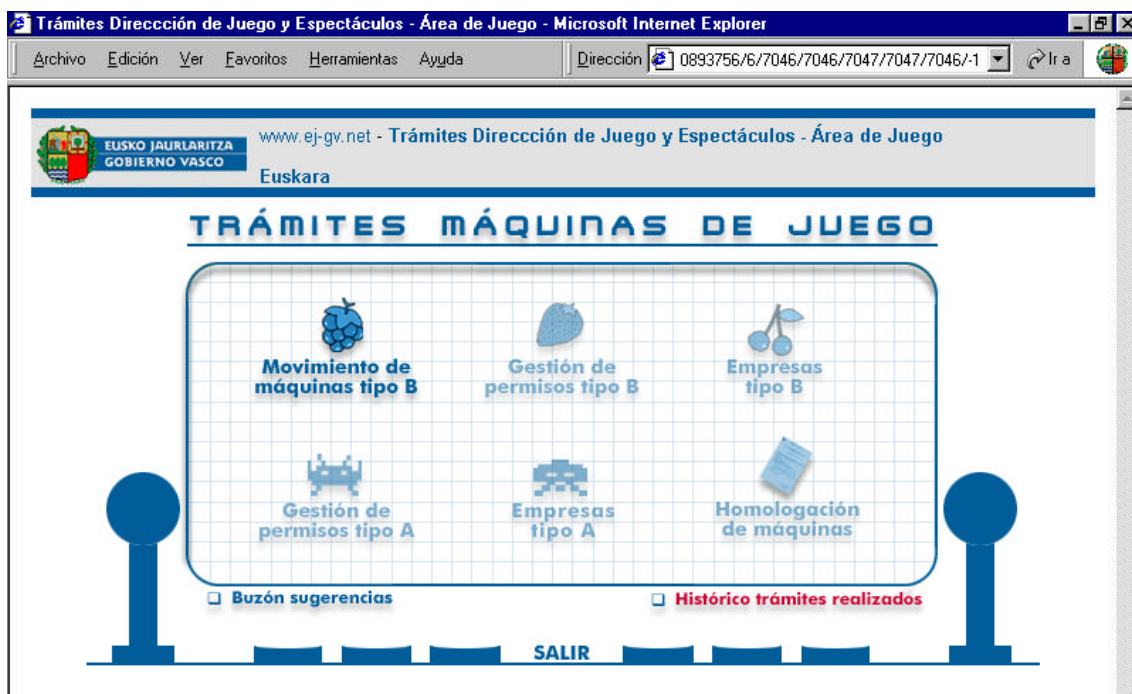 Trámites Direccción de Juego y Espectáculos - Área de Juego - Microsoft Internet Explorer
Archivo Edición Ver Favoritos Herramientas Ayuda Dirección 0893756/6/7046/7046/7047/7047/7046/-1 Ir a
EUSKO JAURLARITZA
GOBIERNO VASCO
www.ej-gv.net - Trámites Direccción de Juego y Espectáculos - Área de Juego
Euskara
TRÁMITES MÁQUINAS DE JUEGO
Movimiento de
máquinas tipo B
Gestión de
permisos tipo B
Empresas
tipo B
Gestión de
permisos tipo A
Empresas
tipo A
Homologación
de máquinas
Buzón sugerencias
Histórico trámites realizados
SALIR